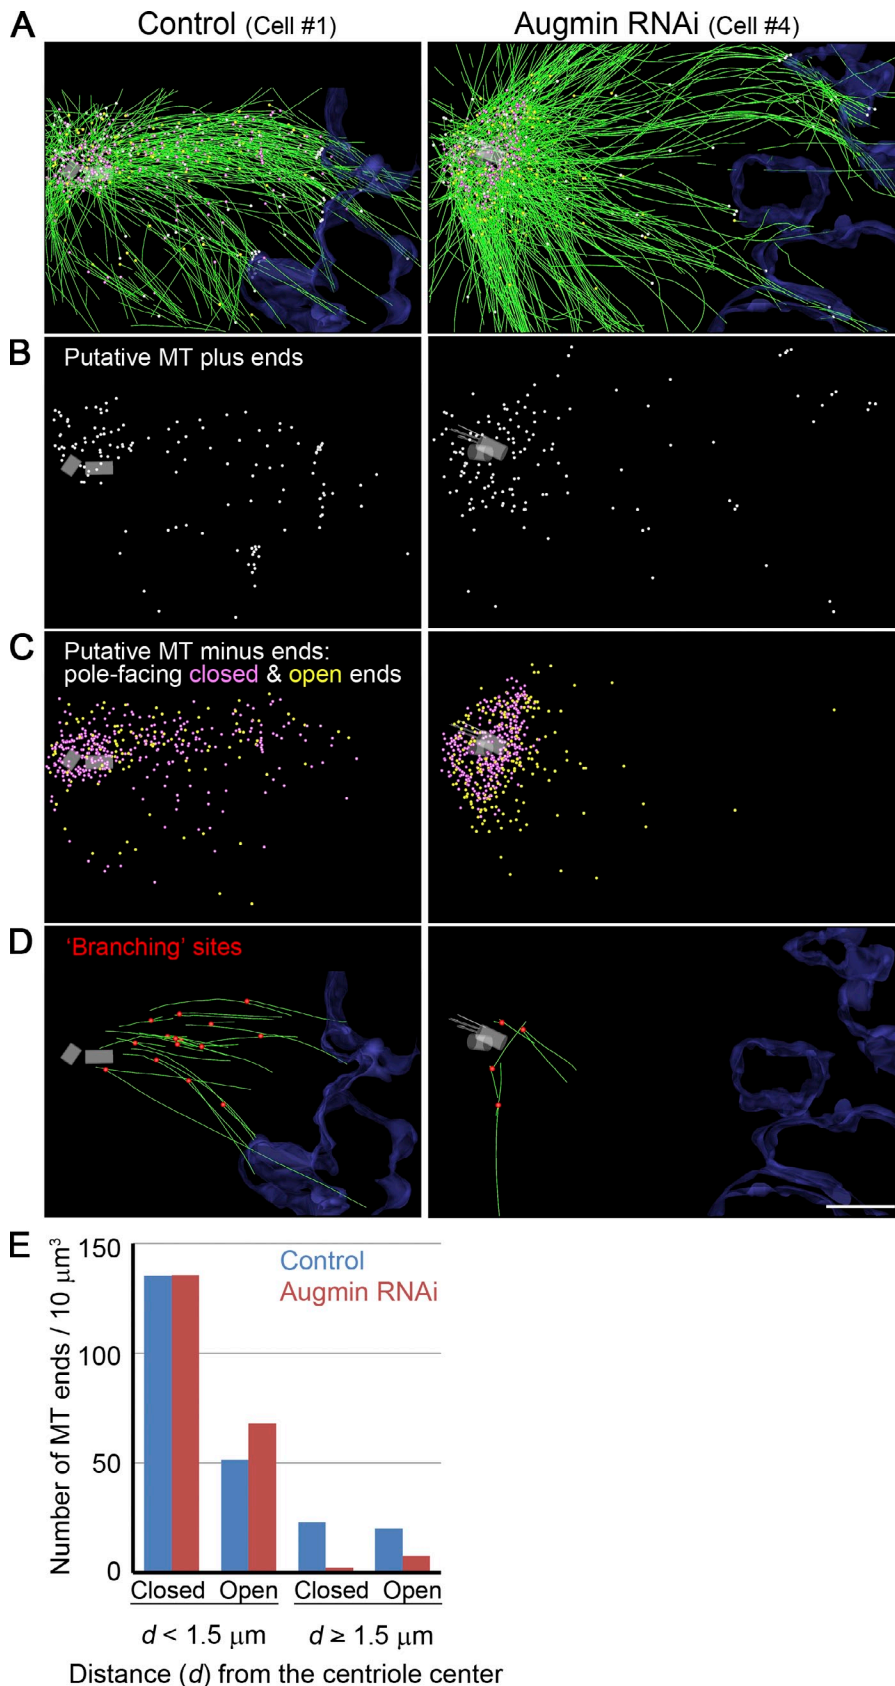 A Control (Cell #1) Augmin RNAi (Cell #4)
B Putative MT plus ends
C Putative MT minus ends:
pole-facing closed & open ends
D 'Branching' sites
E
150
100
50
0
Number of MT ends / 10 μm³
Control
Augmin RNAi
Closed Open Closed Open
d < 1.5 μm d ≥ 1.5 μm
Distance (d) from the centriole center